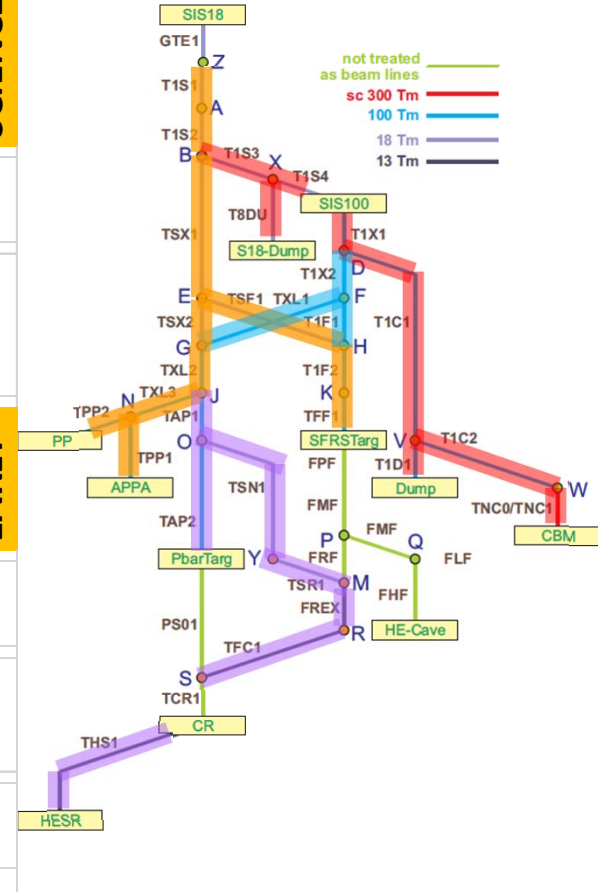 SIS18
GTE1
Z
not treated
as beam lines
sc 300 Tm
100 Tm
18 Tm
13 Tm
T1S1
A
T1S2
B
T1S3
X
T1S4
SIS100
T8DU
S18-Dump
TSX1
T1X1
D
T1X2
E
TSF1
TXL1
F
TSX2
T1F1
T1C1
G
H
TXL2
T1F2
TXL3
J
K
N
TPP2
TAP1
TFF1
PP
O
SFRSTarg
V
T1C2
TPP1
FPF
T1D1
APPA
TSN1
Dump
W
FMF
TNC0/TNC1
TAP2
CBM
P
FMF
Q
PbarTarg
Y
FRF
FLF
TSR1
M
FHF
FREX
PS01
R
HE-Cave
TFC1
S
TCR1
CR
THS1
HESR